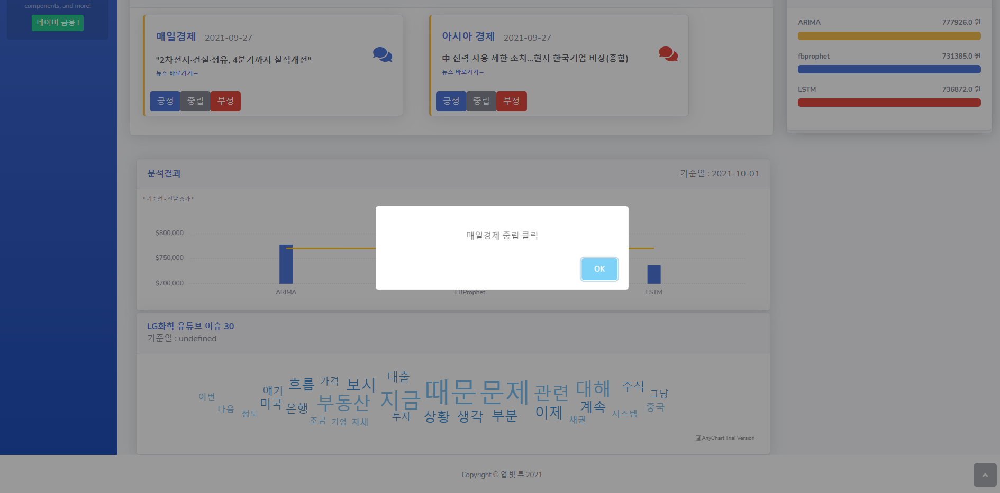 components, and more!
네이버 금융 !
매일경제 2021-09-27
"2차전지·건설·정유, 4분기까지 실적개선"
뉴스 바로가기→
긍정 중립 부정
아시아 경제 2021-09-27
中 전력 사용 제한 조치...현지 한국기업 비상(종합)
뉴스 바로가기→
긍정 중립 부정
ARIMA 777926.0 원
fbprophet 731385.0 원
LSTM 736872.0 원
분석결과 기준일 : 2021-10-01
* 기준선 - 전날 종가 *
$800,000
$750,000
$700,000
ARIMA FBProphet LSTM
매일경제 중립 클릭
OK
LG화학 유튜브 이슈 30
기준일 : undefined
이번 다음 정도 얘기 미국 흐름 은행 가격 부동산 조금 기업 자체 보시 대출 지금 투자 때문 문제 상황 생각 부분 관련 이제 대해 계속 채권 주식 시스템 그냥 중국
AnyChart Trial Version
Copyright © 업 빛 투 2021